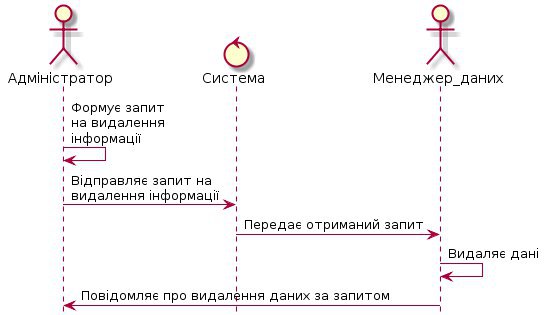 Адміністратор
Система
Менеджер_даних
Формує запит
на видалення
інформації
Відправляє запит на
видалення інформації
Передає отриманий запит
Видаляє дані
Повідомляє про видалення даних за запитом